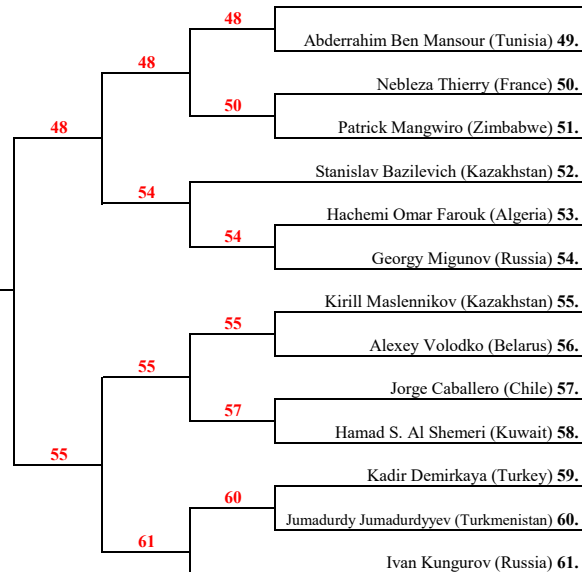 48
Abderrahim Ben Mansour (Tunisia) 49.
48
Nebleza Thierry (France) 50.
50
48
Patrick Mangwiro (Zimbabwe) 51.
Stanislav Bazilevich (Kazakhstan) 52.
54
Hachemi Omar Farouk (Algeria) 53.
54
Georgy Migunov (Russia) 54.
Kirill Maslennikov (Kazakhstan) 55.
55
Alexey Volodko (Belarus) 56.
55
Jorge Caballero (Chile) 57.
57
Hamad S. Al Shemeri (Kuwait) 58.
55
Kadir Demirkaya (Turkey) 59.
60
Jumadurdy Jumadurdyyev (Turkmenistan) 60.
61
Ivan Kungurov (Russia) 61.